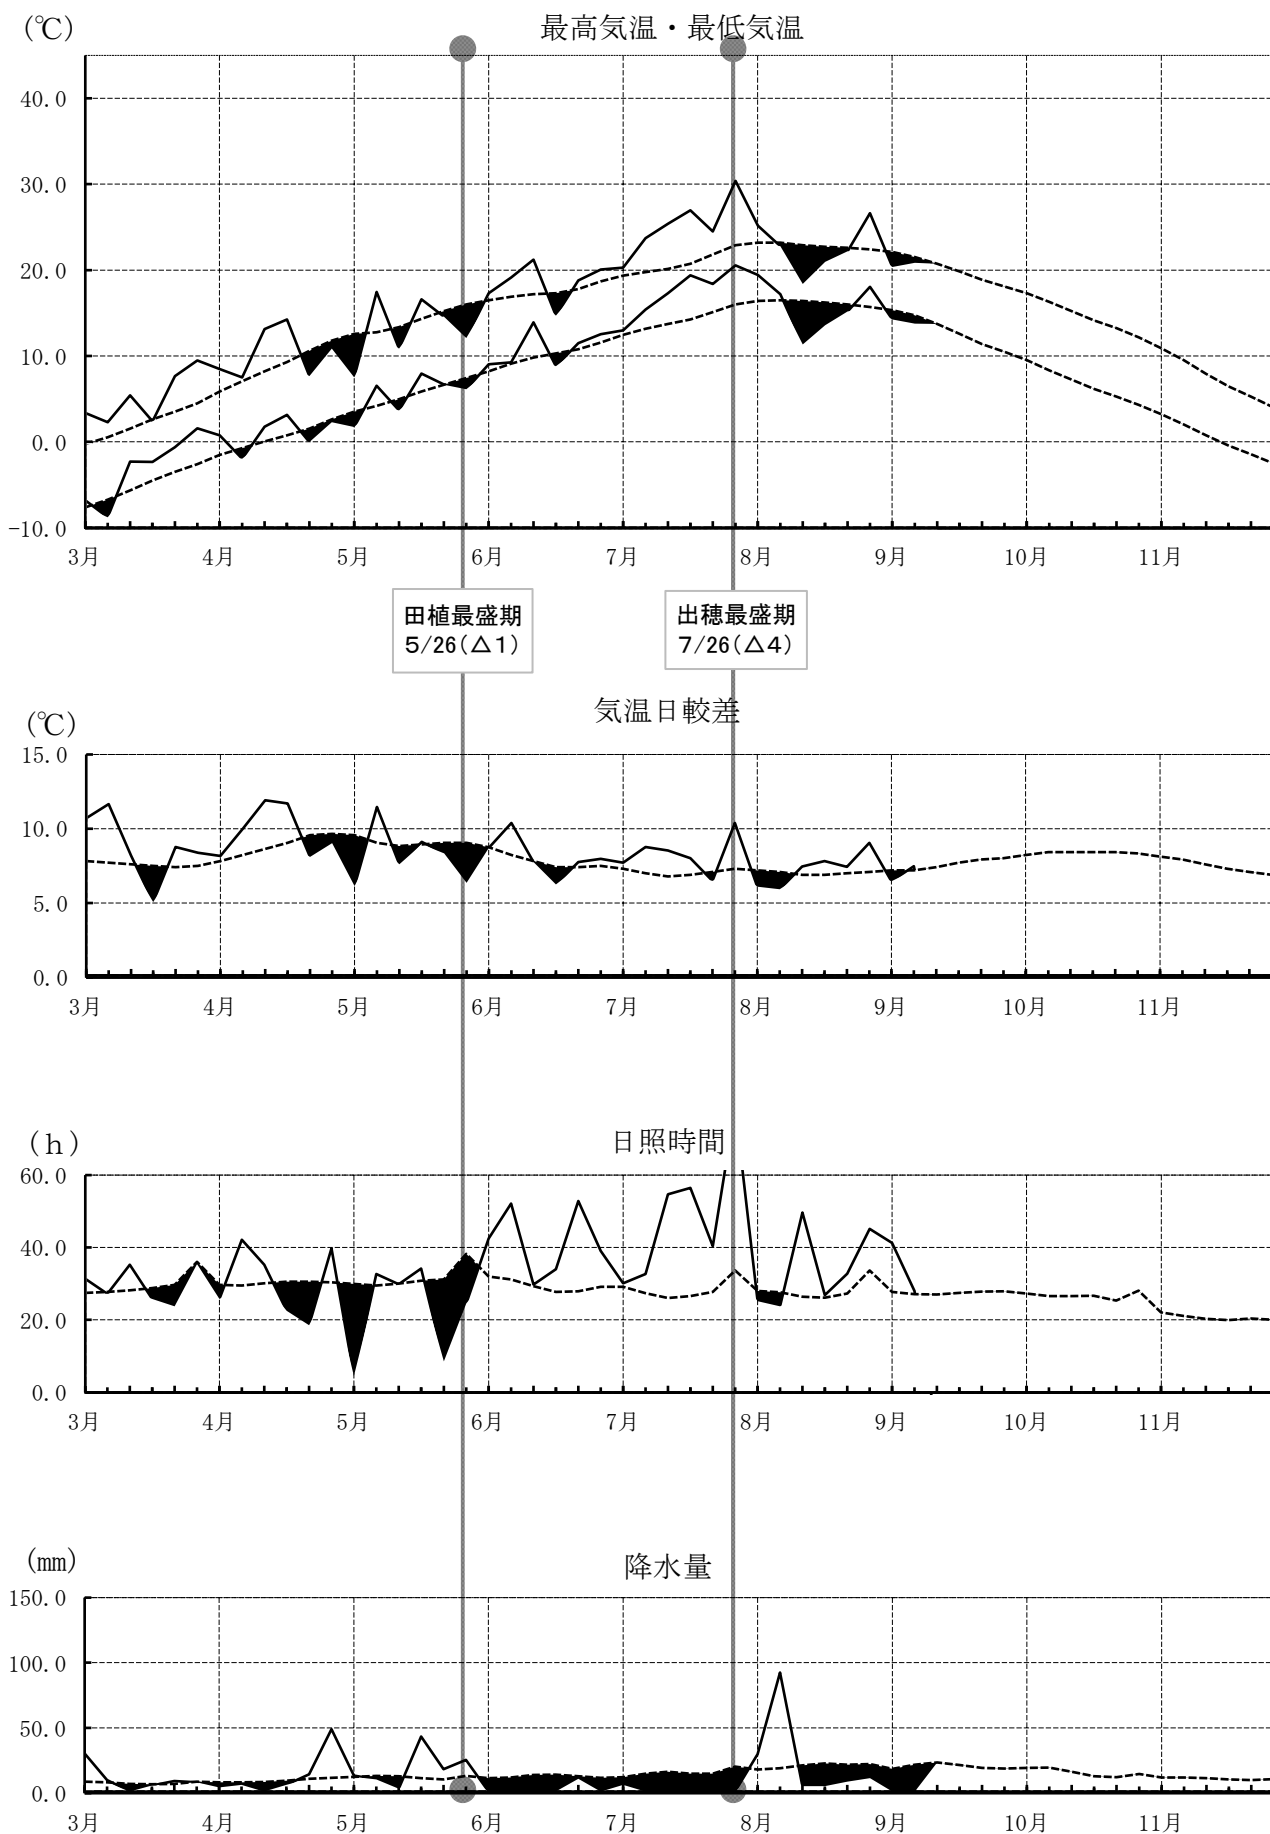 (℃)
最高気温・最低気温
40.0
30.0
20.0
10.0
0.0
-10.0
3月 4月 5月 6月 7月 8月 9月 10月 11月
田植最盛期
5/26(△1)
出穂最盛期
7/26(△4)
気温日較差
(℃)
15.0
10.0
5.0
0.0
3月 4月 5月 6月 7月 8月 9月 10月 11月
(ｈ)
日照時間
60.0
40.0
20.0
0.0
3月 4月 5月 6月 7月 8月 9月 10月 11月
(㎜)
降水量
150.0
100.0
50.0
0.0
3月 4月 5月 6月 7月 8月 9月 10月 11月